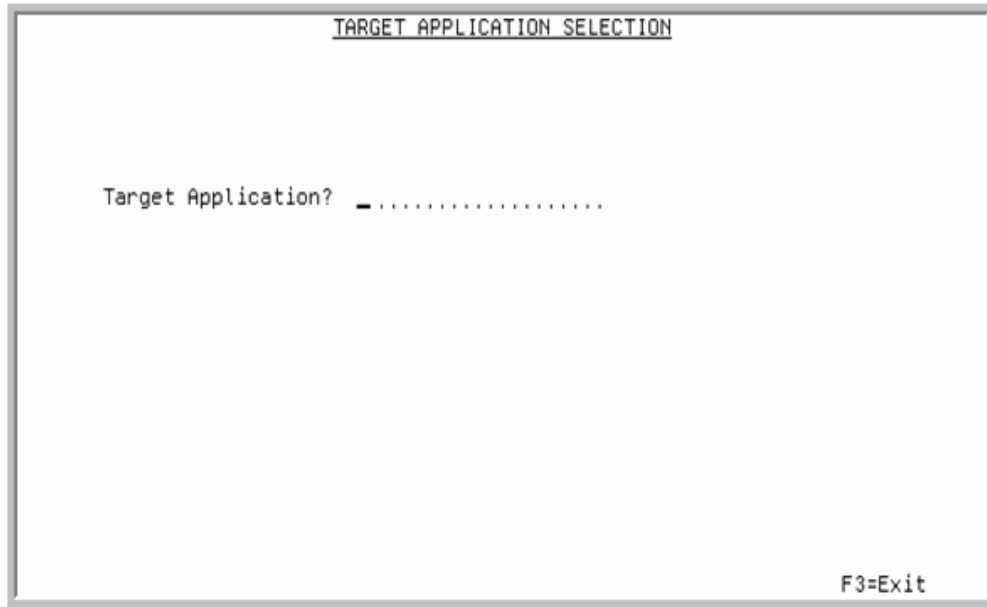 TARGET APPLICATION SELECTION
Target Application? _...................
F3=Exit